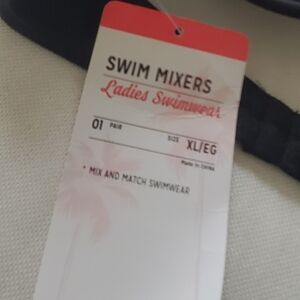 SWIM MIXERS
Ladies Swimwear
01 PAIR SIZE XL/EG
MADE IN CHINA
* MIX AND MATCH SWIMWEAR